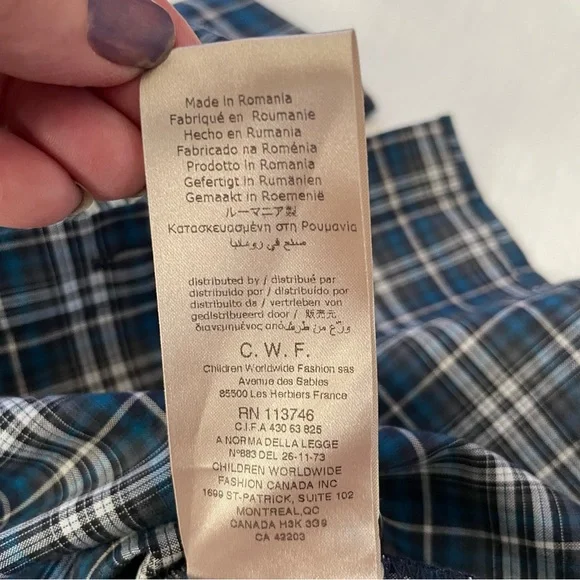 Made in Romania
Fabriqué en Roumanie
Hecho en Rumania
Fabricado na Roménia
Prodotto in Romania
Gefertigt in Rumänien
Gemaakt in Roemenië
ルーマニア製
Κατασκευασμένη στη Ρουμανία
صنع في رومانيا
distributed by / distribué par
distribuido por / distribuído por
distribuito da / vertrieben von
gedistribueerd door / 販売元
διανεμημένος από / وزّع من طرف
C. W. F.
Children Worldwide Fashion sas
Avenue des Sables
85500 Les Herbiers France
RN 113746
C.I.F A 430 63 825
A NORMA DELLA LEGGE
N°883 DEL 26-11-73
CHILDREN WORLDWIDE
FASHION CANADA INC
1699 ST-PATRICK, SUITE 102
MONTREAL,QC
CANADA H3K 3G9
CA 42203